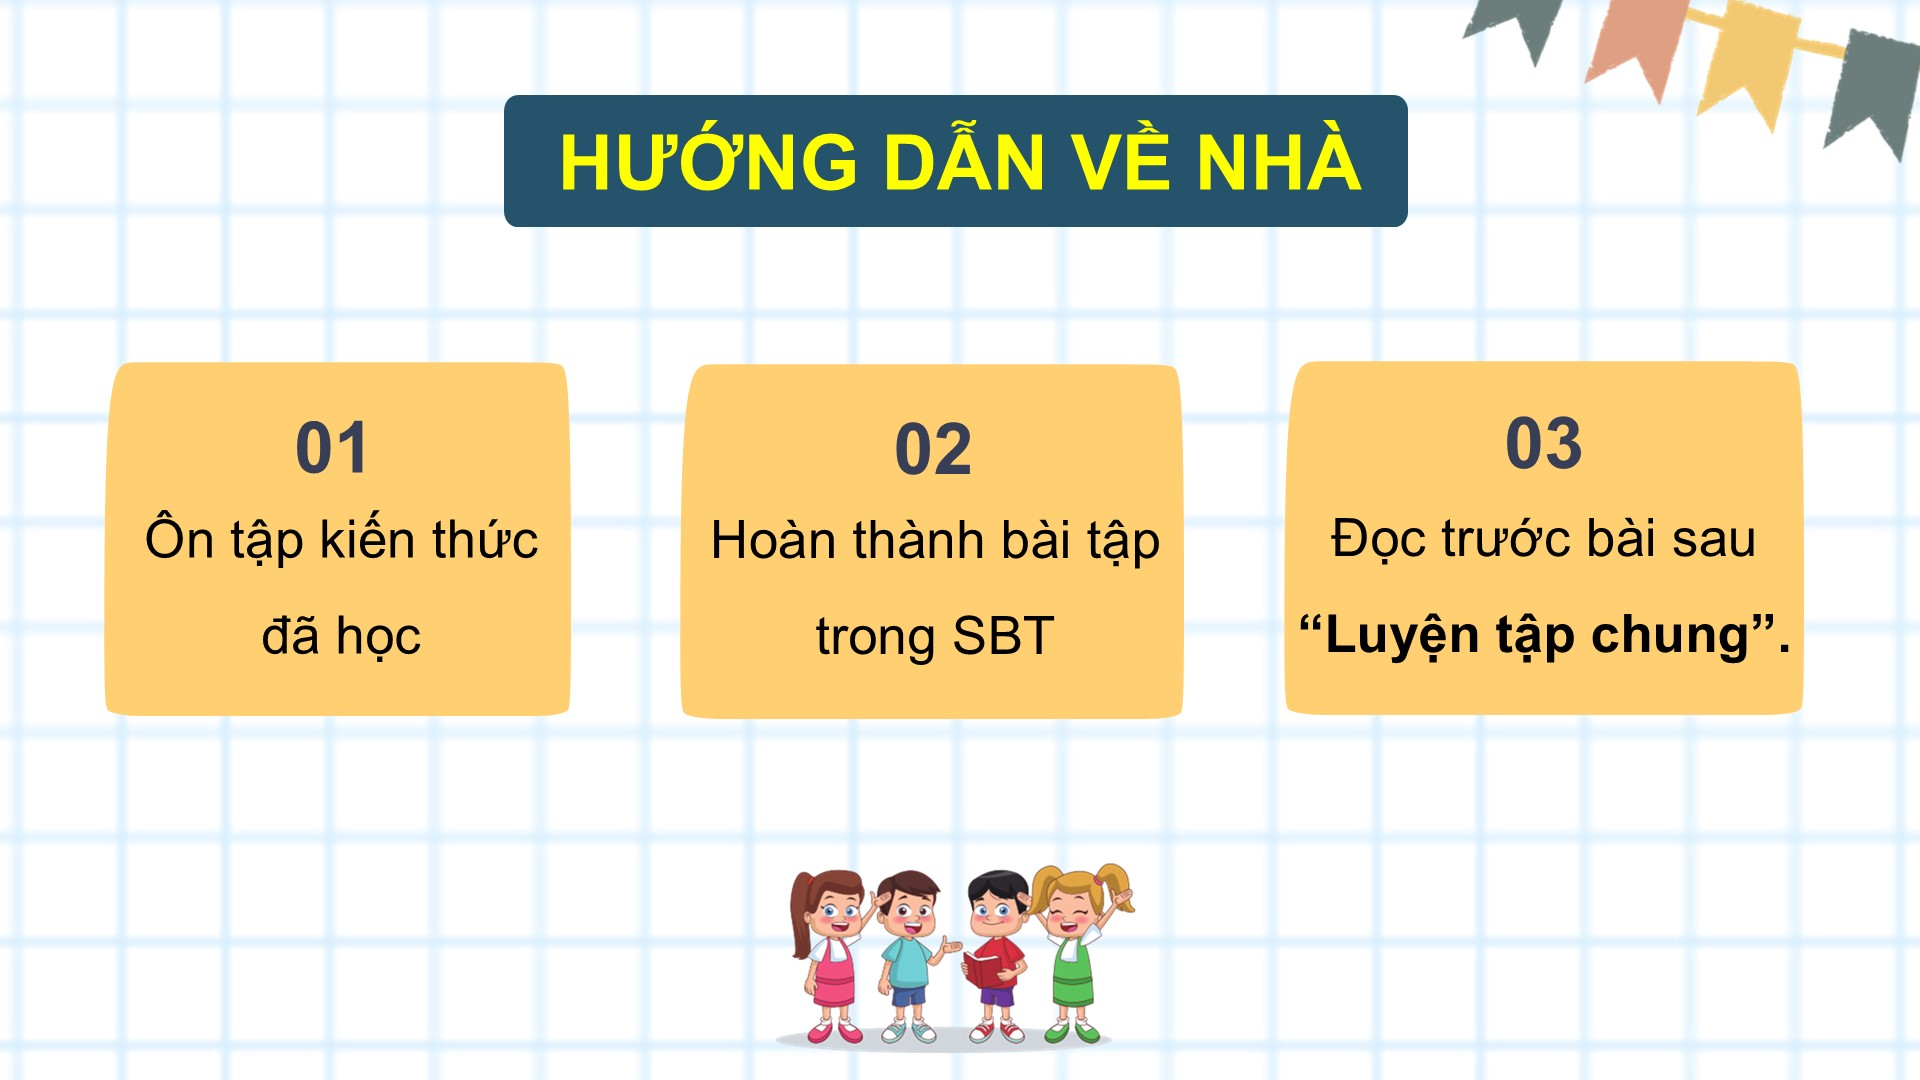 HƯỚNG DẪN VỀ NHÀ
01
Ôn tập kiến thức
đã học
02
Hoàn thành bài tập
trong SBT
03
Đọc trước bài sau
“Luyện tập chung”.